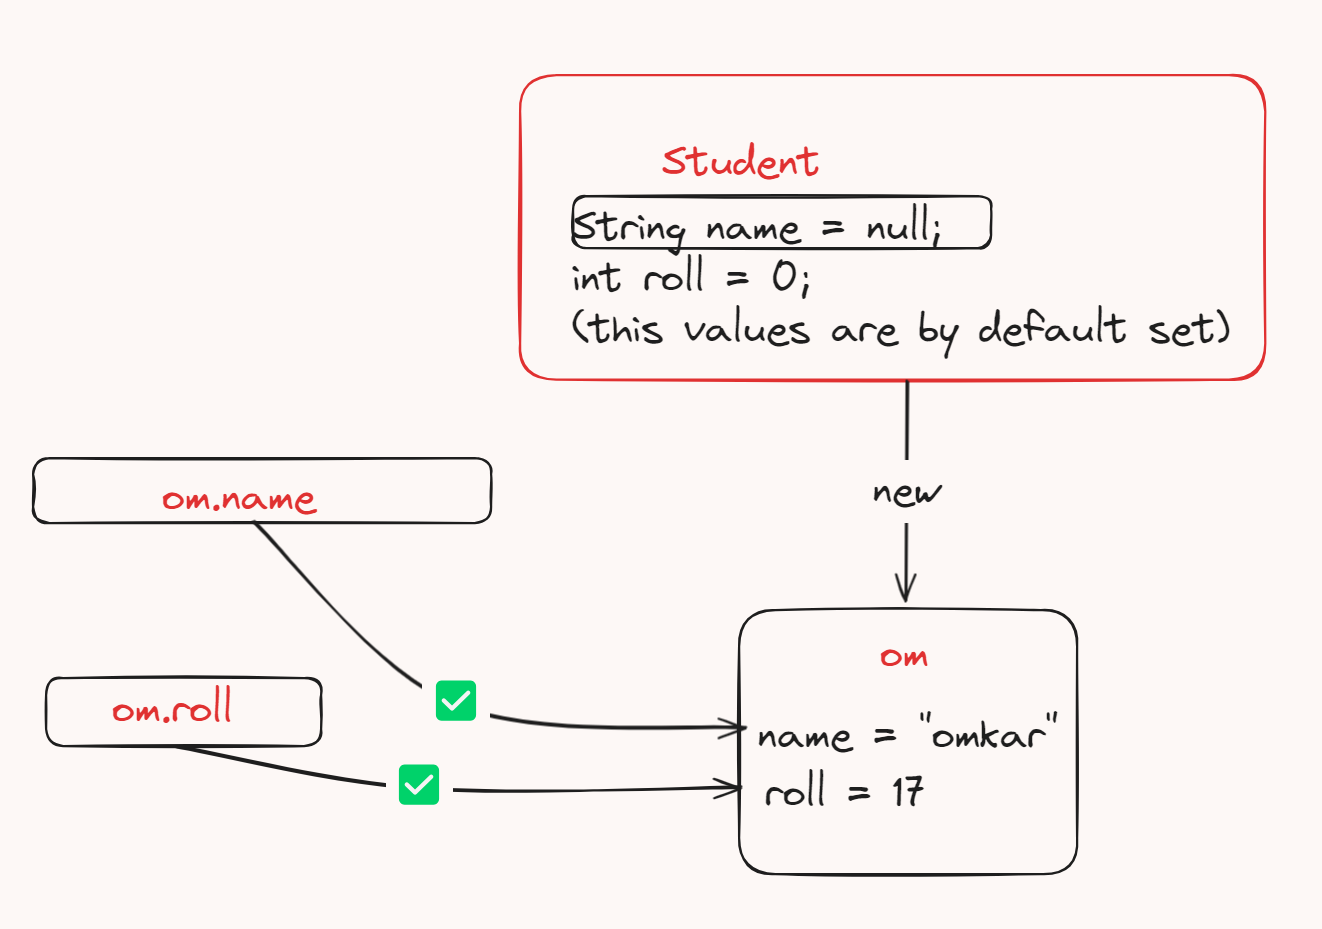 Student
String name = null;
int roll = 0;
(this values are by default set)
om.name
new
om
om.roll
name = "omkar"
roll = 17